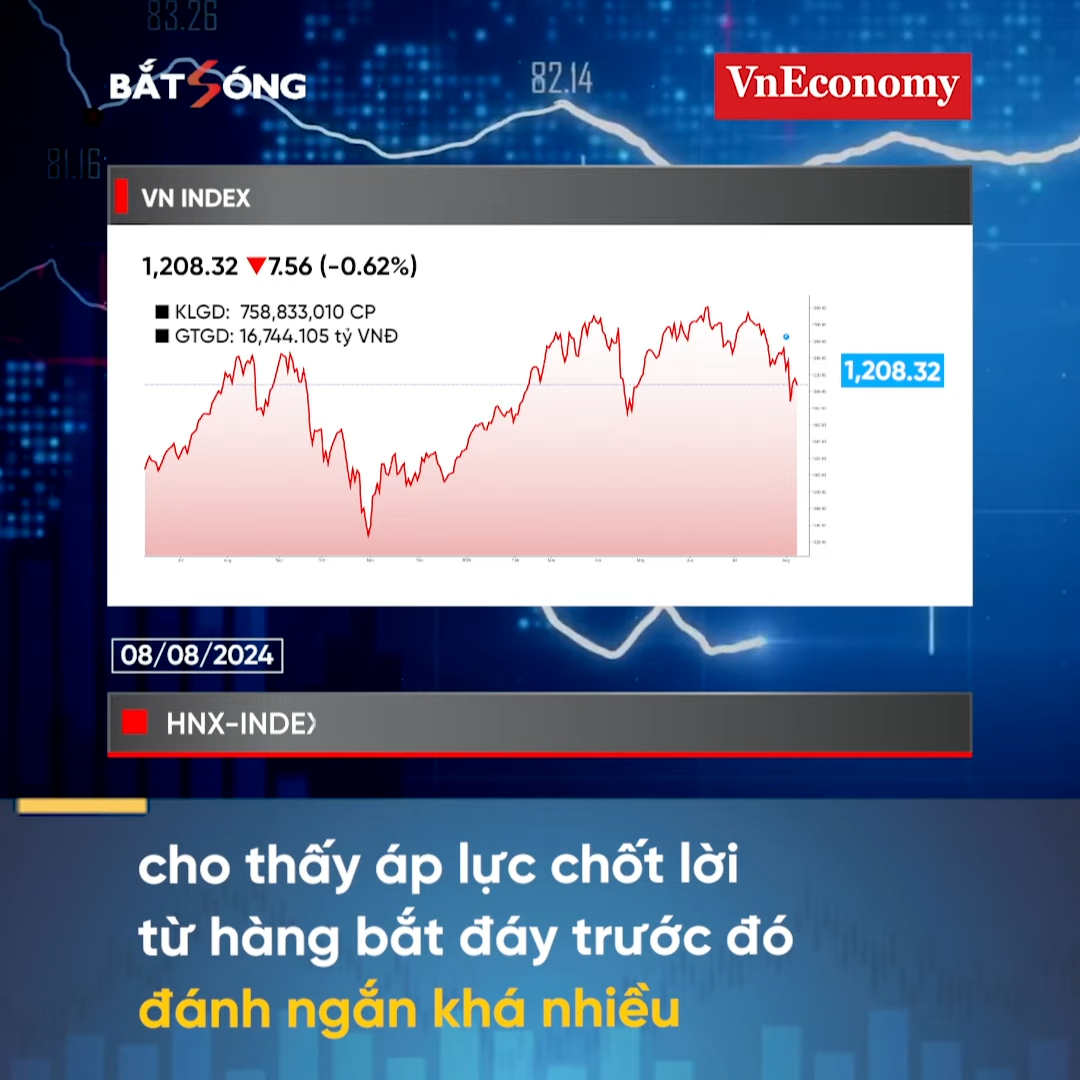 83.26
BẮT SÓNG
82.14
VnEconomy
81.16
VN INDEX
1,208.32 ▼7.56 (-0.62%)
KLGD: 758,833,010 CP
GTGD: 16,744.105 tỷ VNĐ
1,208.32
08/08/2024
HNX-INDEX
cho thấy áp lực chốt lời
từ hàng bắt đáy trước đó
đánh ngắn khá nhiều